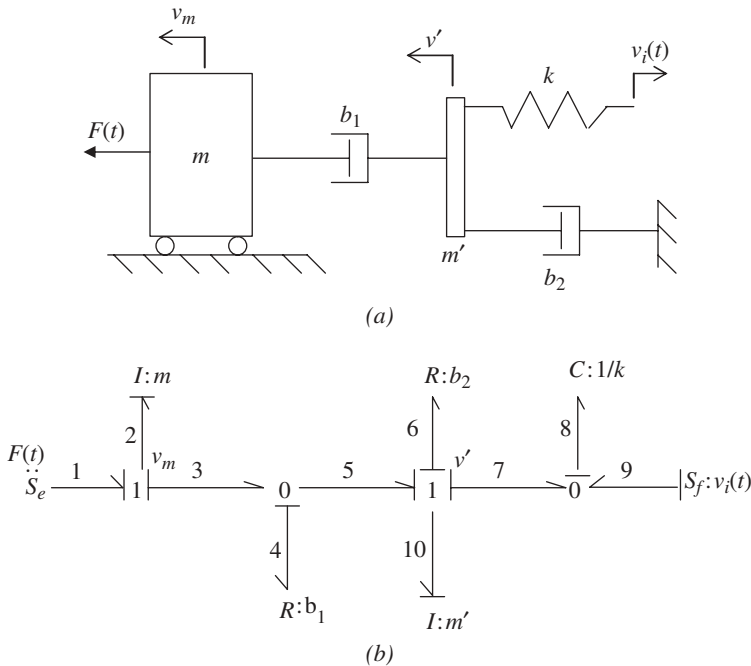 v_m
v'
v_i(t)
k
b_1
F(t)
m
m'
b_2
(a)
I:m
R:b_2
C:1/k
2
6
8
F(t)
v_m
v'
1
3
5
7
9
S_e
1
0
1
0
S_f:v_i(t)
4
10
R:b_1
I:m'
(b)